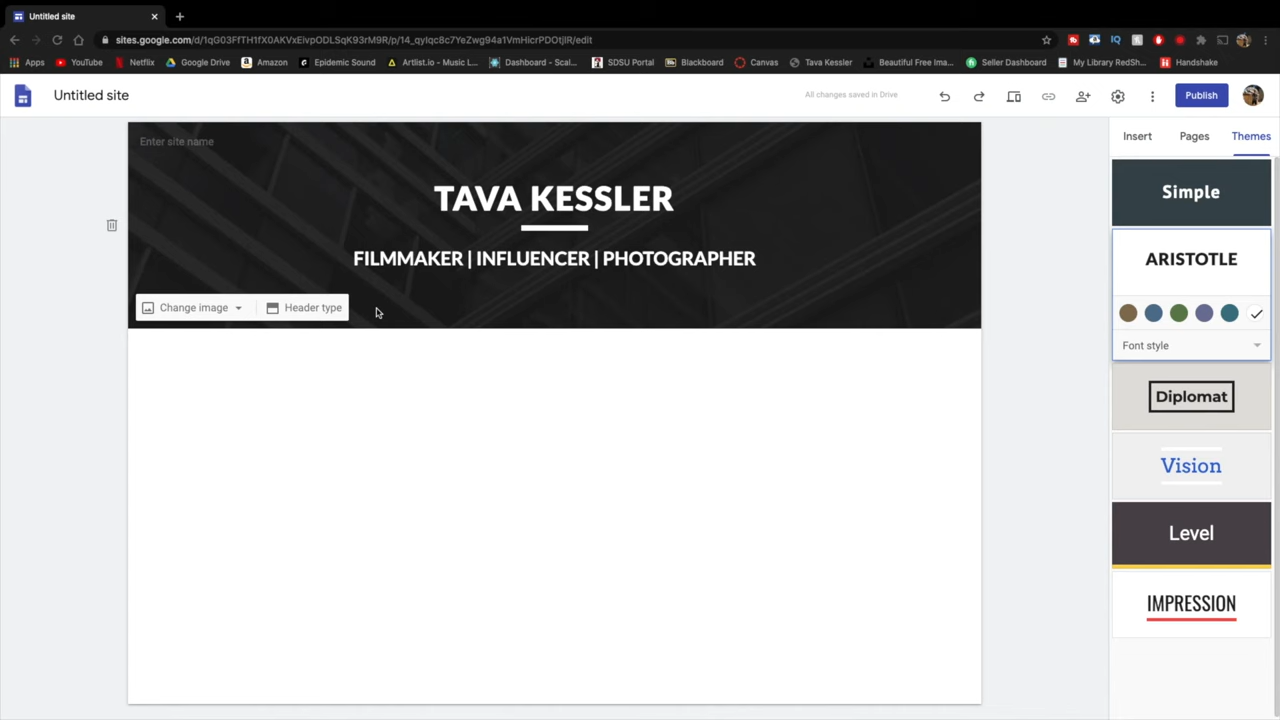 Untitled site
sites.google.com/d/1qG03FfTH1fX0AKVxEivpODLSqK93rM9R/p/14_qyIqc8c7YeZwg94a1VmHicrPDOtjlR/edit
Apps YouTube Netflix Google Drive Amazon Epidemic Sound Artlist.io - Music L... Dashboard - Scal... SDSU Portal Blackboard Canvas Tava Kessler Beautiful Free Ima... Seller Dashboard My Library RedSh... Handshake
Untitled site
All changes saved in Drive
Publish
Enter site name
TAVA KESSLER
FILMMAKER | INFLUENCER | PHOTOGRAPHER
Change image
Header type
Insert Pages Themes
Simple
ARISTOTLE
Font style
Diplomat
Vision
Level
IMPRESSION